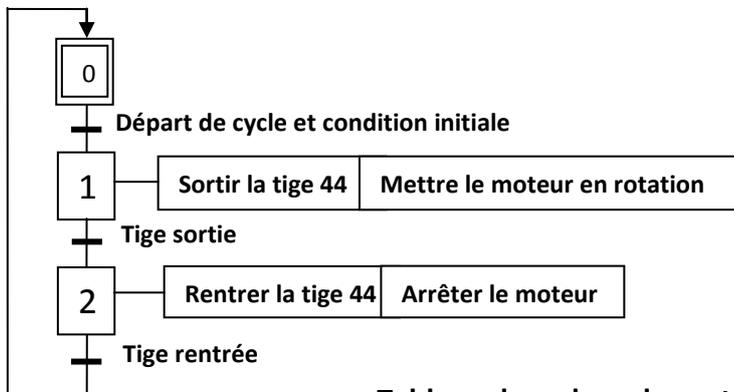 0
Départ de cycle et condition initiale
1 Sortir la tige 44 Mettre le moteur en rotation
Tige sortie
2 Rentrer la tige 44 Arrêter le moteur
Tige rentrée